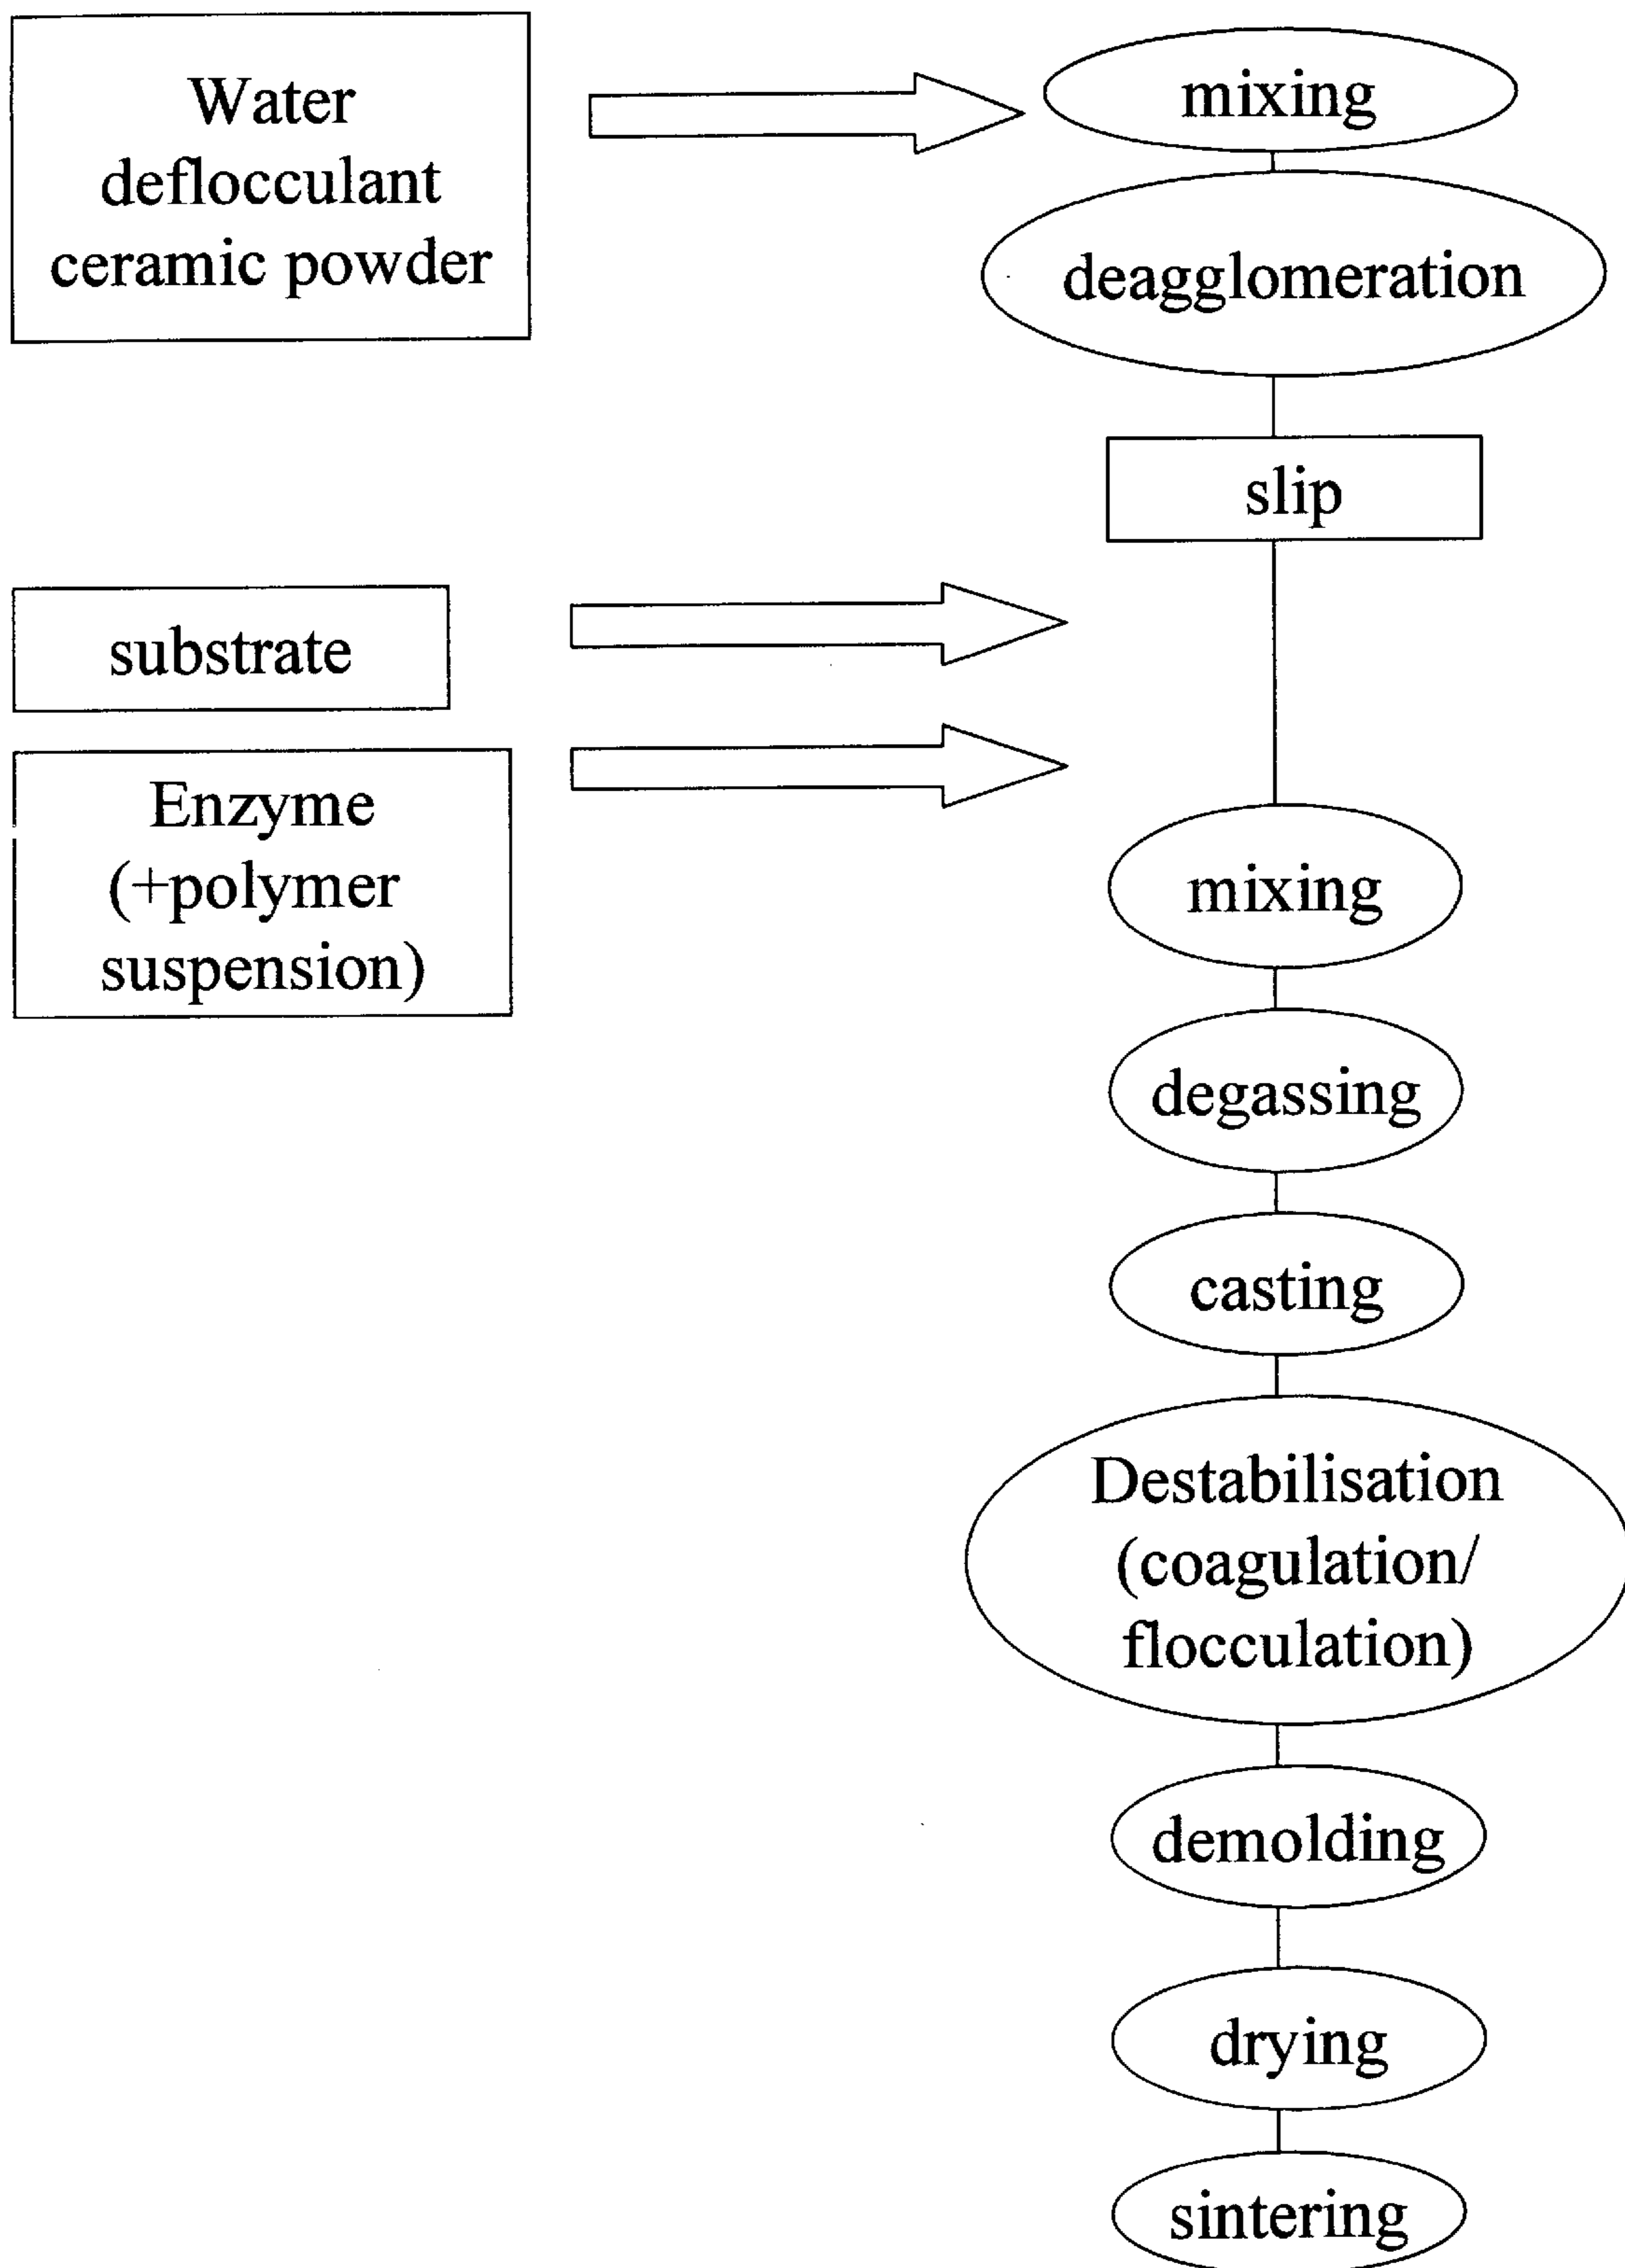 Water
deflocculant
ceramic powder
mixing
deagglomeration
slip
substrate
Enzyme
(+polymer
suspension)
mixing
degassing
casting
Destabilisation
(coagulation/
flocculation)
demolding
drying
sintering